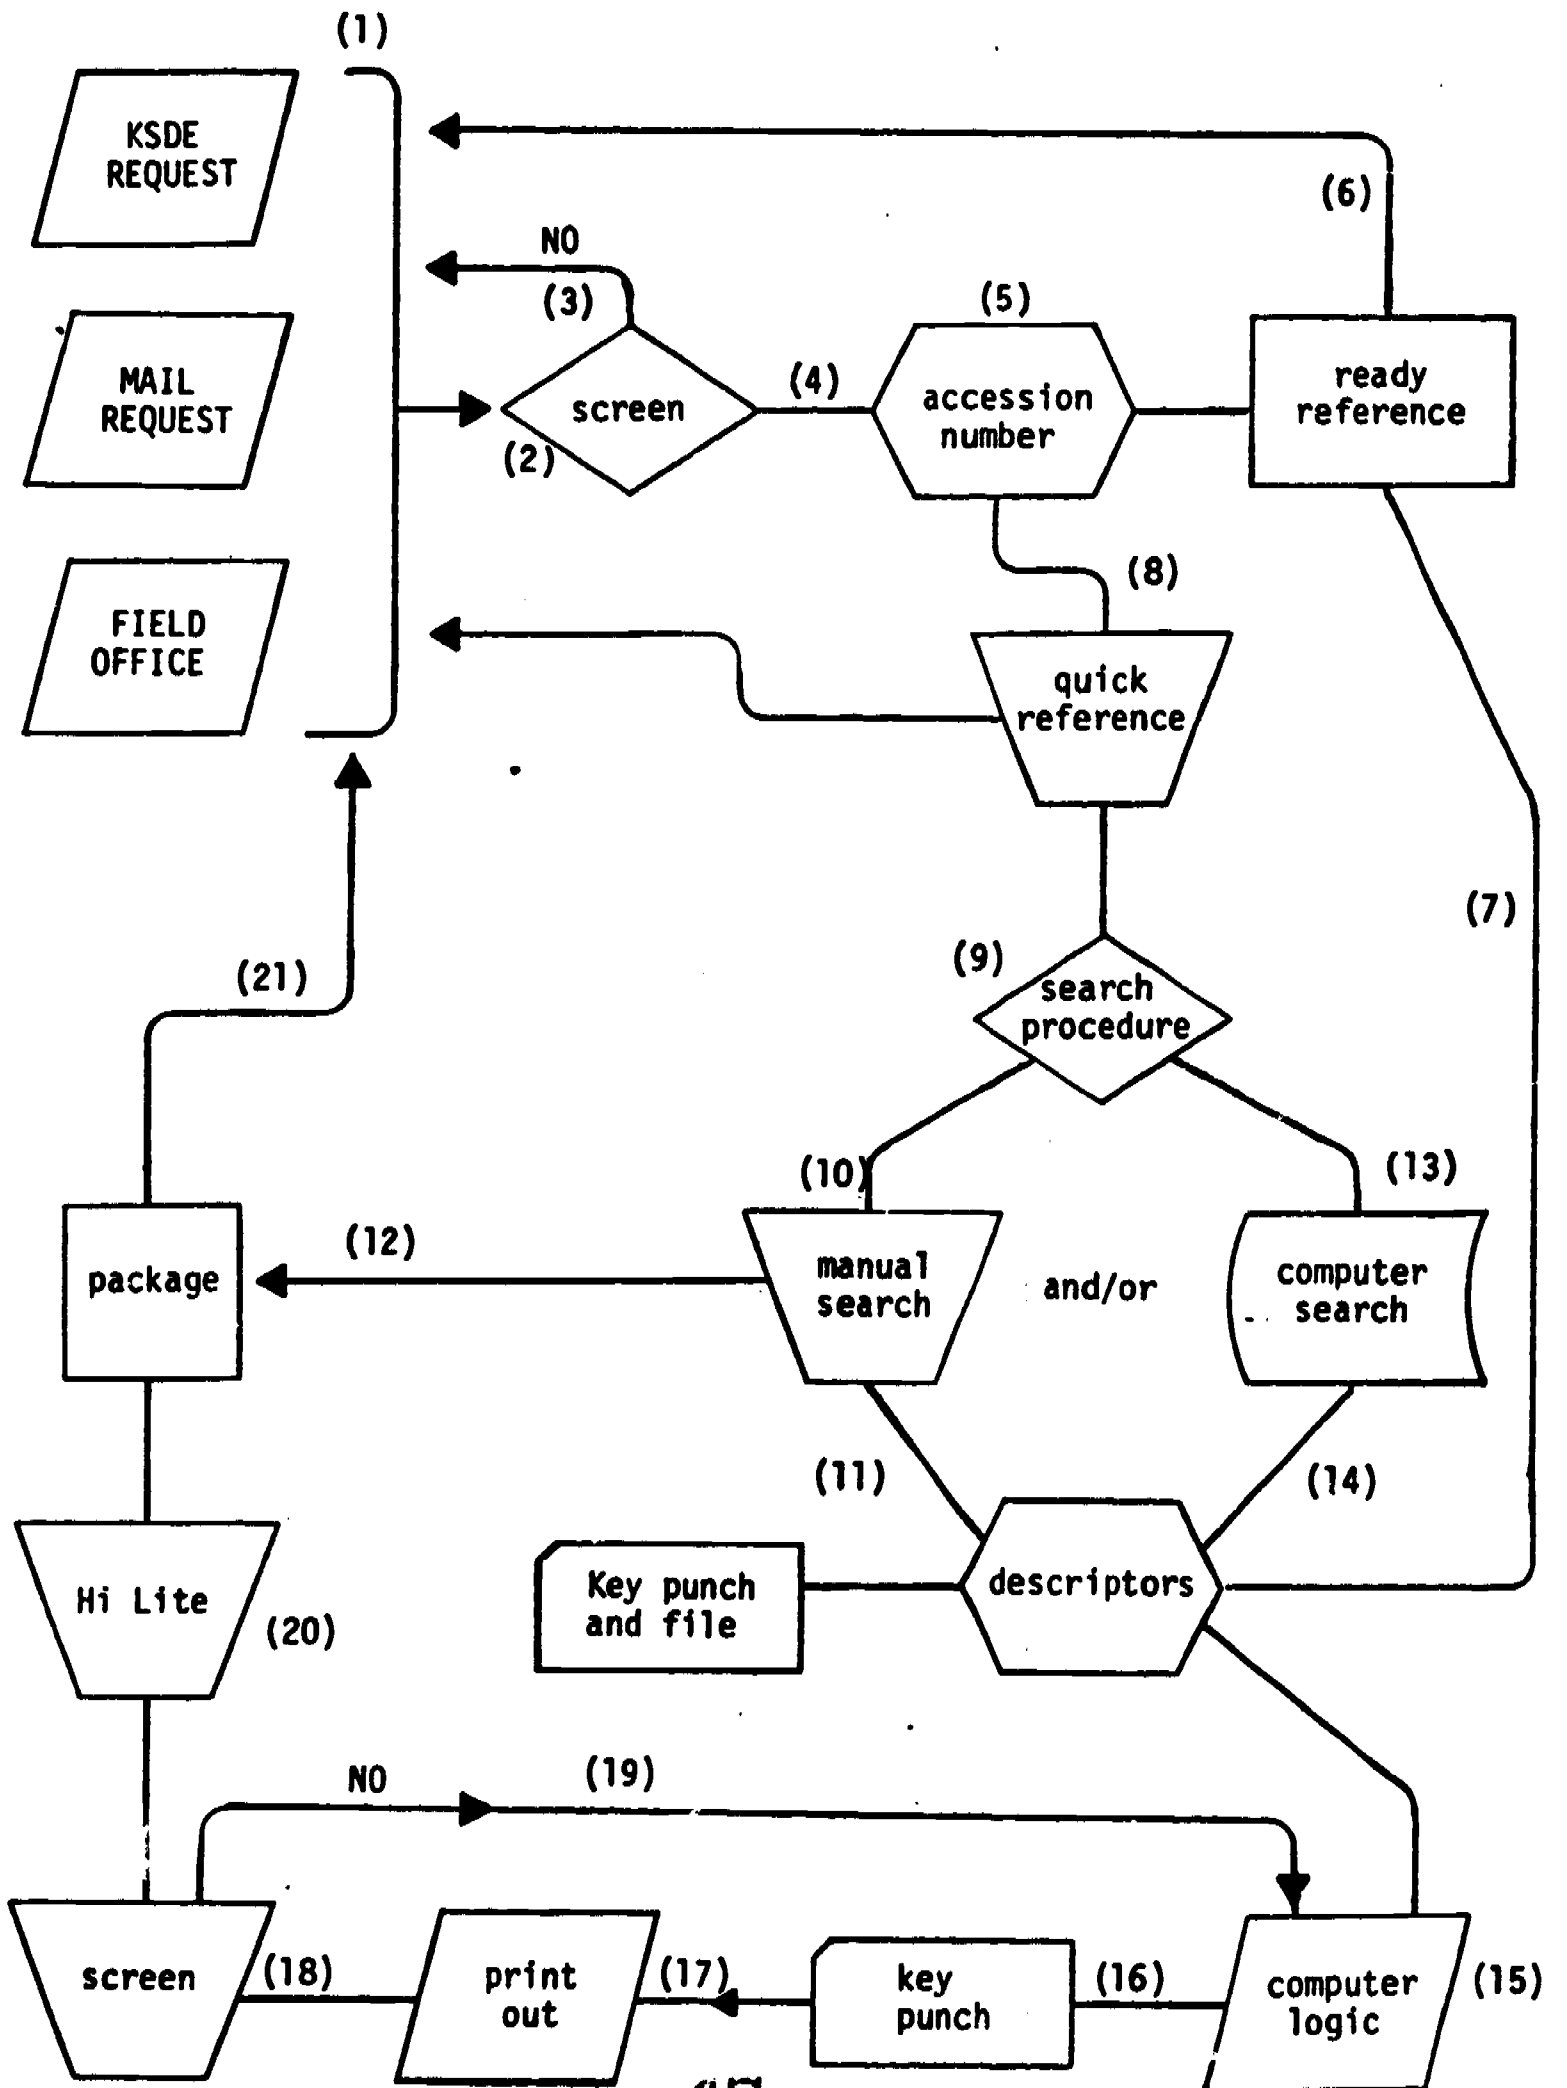 (1)
KSDE
REQUEST
(6)
NO
(3)
(5)
MAIL
REQUEST
screen
(2)
(4)
accession
number
ready
reference
FIELD
OFFICE
(8)
quick
reference
(7)
(9)
search
procedure
(21)
(10)
(13)
package
(12)
manual
search
and/or
computer
search
(11)
(14)
Hi Lite
(20)
Key punch
and file
descriptors
NO
(19)
screen
(18)
print
out
(17)
key
punch
(16)
computer
logic
(15)